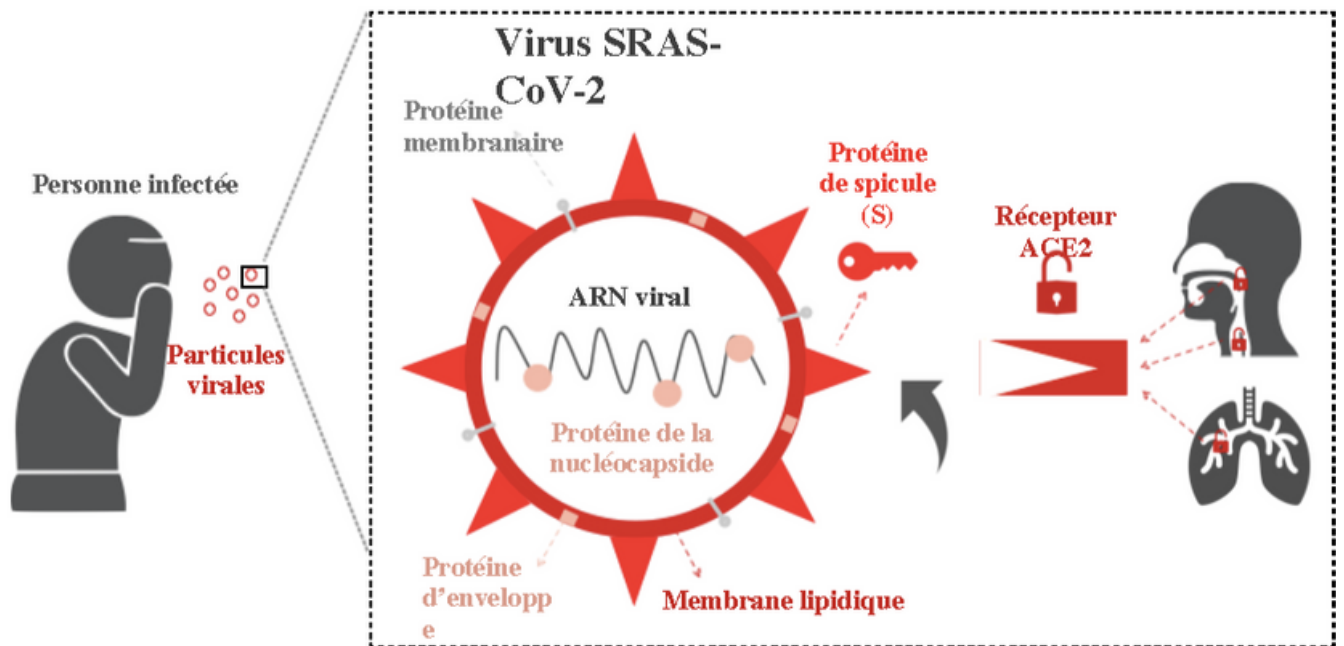 Virus SRAS-
CoV-2
Protéine
membranaire
Personne infectée
Protéine
de spicule
(S)
Récepteur
ACE2
ARN viral
Particules
virales
Protéine de la
nucléocapside
Protéine
d’envelopp
e
Membrane lipidique